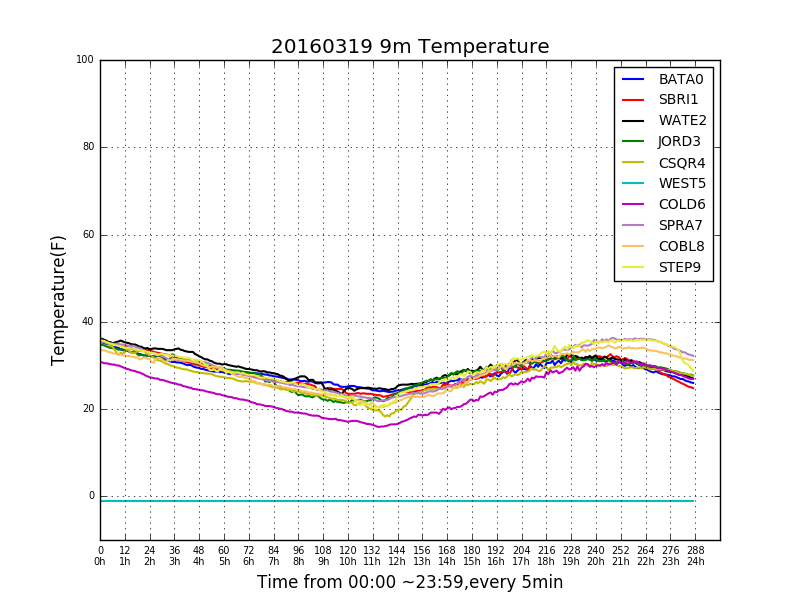 20160319 9m Temperature
100
80
60
40
20
0
Temperature(F)
BATA0
SBRI1
WATE2
JORD3
CSQR4
WEST5
COLD6
SPRA7
COBL8
STEP9
0 12 24 36 48 60 72 84 96 108 120 132 144 156 168 180 192 204 216 228 240 252 264 276 288
0h 1h 2h 3h 4h 5h 6h 7h 8h 9h 10h 11h 12h 13h 14h 15h 16h 17h 18h 19h 20h 21h 22h 23h 24h
Time from 00:00 ~23:59,every 5min